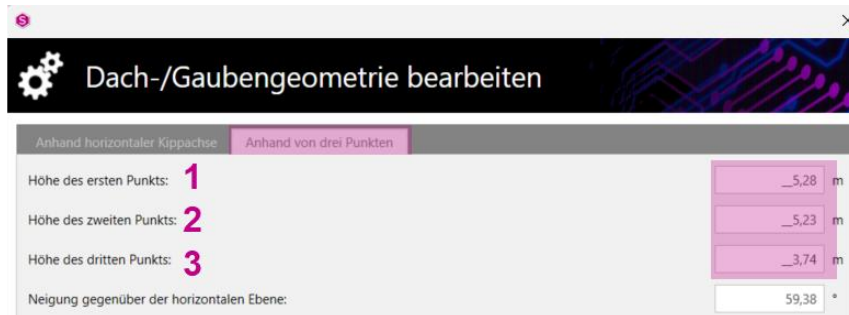 S
Dach-/Gaubengeometrie bearbeiten
Anhand horizontaler Kippachse Anhand von drei Punkten
Höhe des ersten Punkts: 1 __5,28 m
Höhe des zweiten Punkts: 2 __5,23 m
Höhe des dritten Punkts: 3 __3,74 m
Neigung gegenüber der horizontalen Ebene: 59,38 °